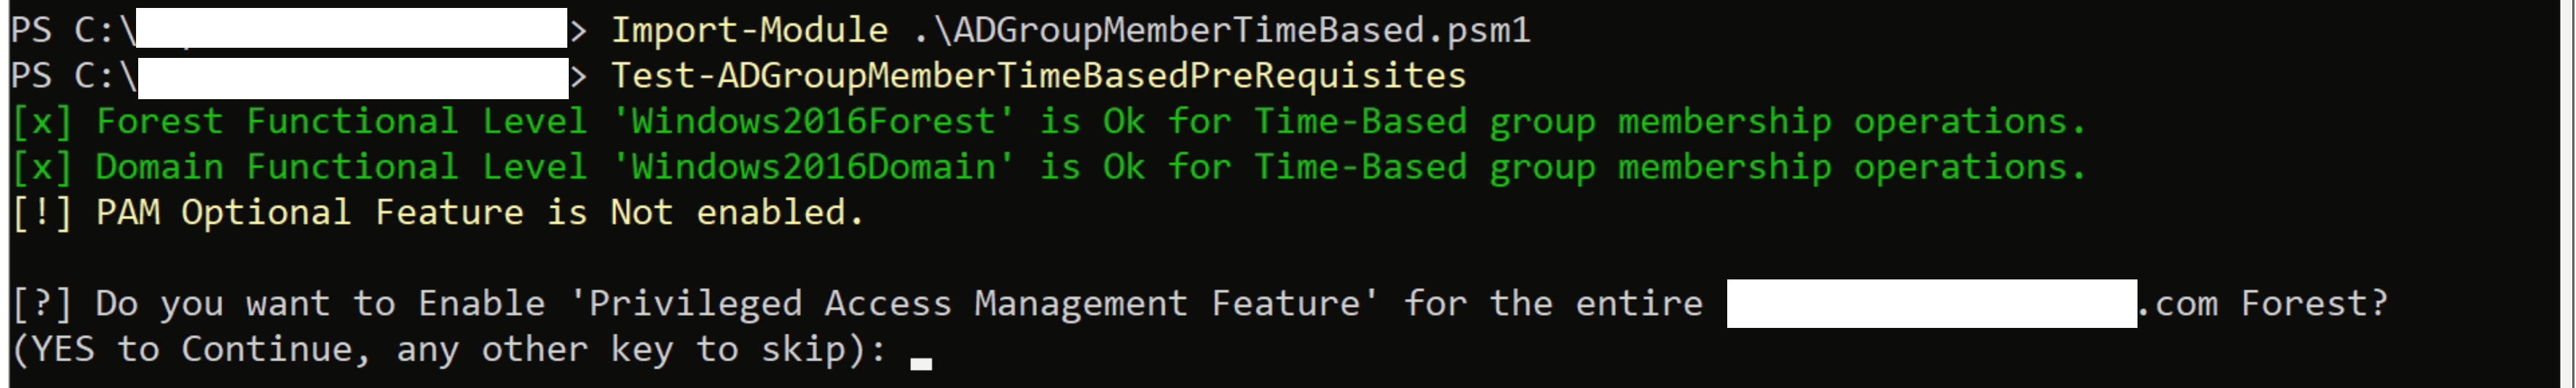 PS C:\> Import-Module .\ADGroupMemberTimeBased.psm1
PS C:\> Test-ADGroupMemberTimeBasedPreRequisites
[x] Forest Functional Level 'Windows2016Forest' is Ok for Time-Based group membership operations.
[x] Domain Functional Level 'Windows2016Domain' is Ok for Time-Based group membership operations.
[!] PAM Optional Feature is Not enabled.
[?] Do you want to Enable 'Privileged Access Management Feature' for the entire .com Forest?
(YES to Continue, any other key to skip):